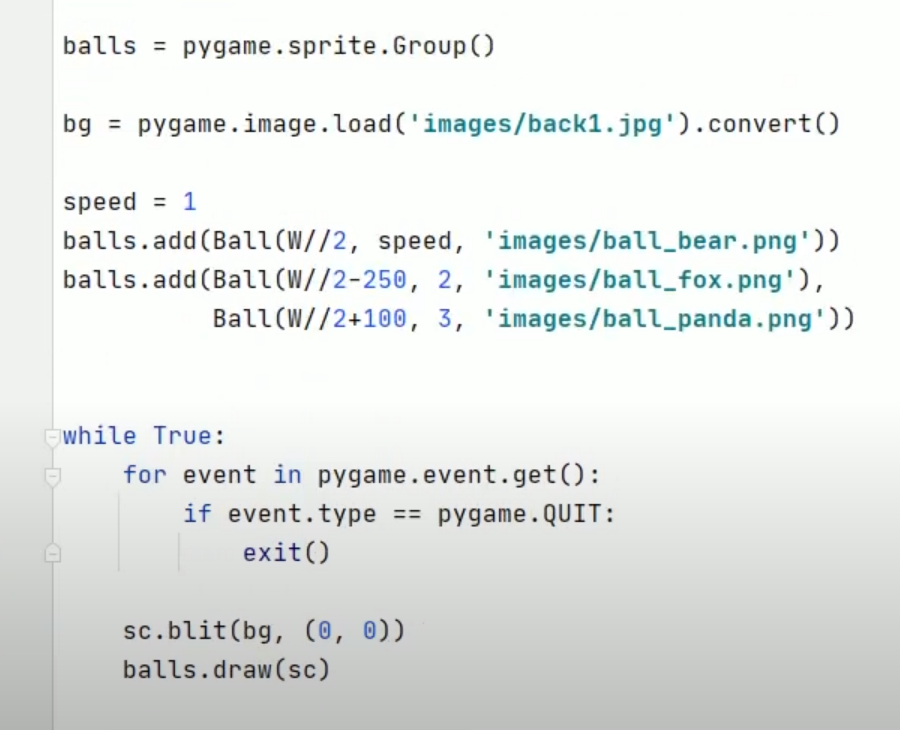 balls = pygame.sprite.Group()
bg = pygame.image.load('images/back1.jpg').convert()
speed = 1
balls.add(Ball(W//2, speed, 'images/ball_bear.png'))
balls.add(Ball(W//2-250, 2, 'images/ball_fox.png'),
Ball(W//2+100, 3, 'images/ball_panda.png'))
while True:
for event in pygame.event.get():
if event.type == pygame.QUIT:
exit()
sc.blit(bg, (0, 0))
balls.draw(sc)